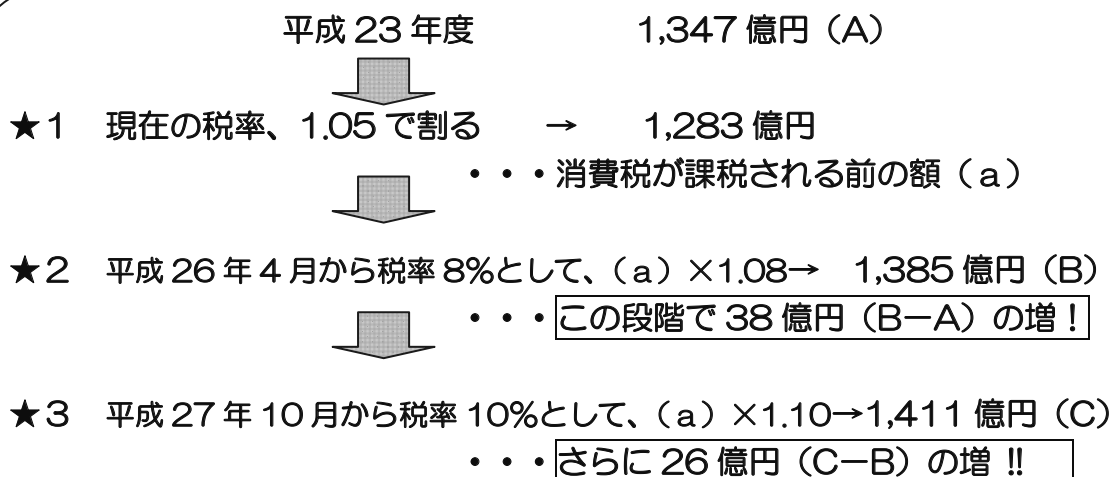 平成 23 年度 1,347 億円（A）
★１ 現在の税率、1.05 で割る → 1,283 億円
・・・消費税が課税される前の額（ａ）
★２ 平成 26 年 4 月から税率 8%として、（ａ）×1.08→ 1,385 億円（B）
・・・この段階で 38 億円（B－A）の増！
★３ 平成 27 年 10 月から税率 10%として、（ａ）×1.10→1,411 億円（C）
・・・さらに 26 億円（C－B）の増 !!